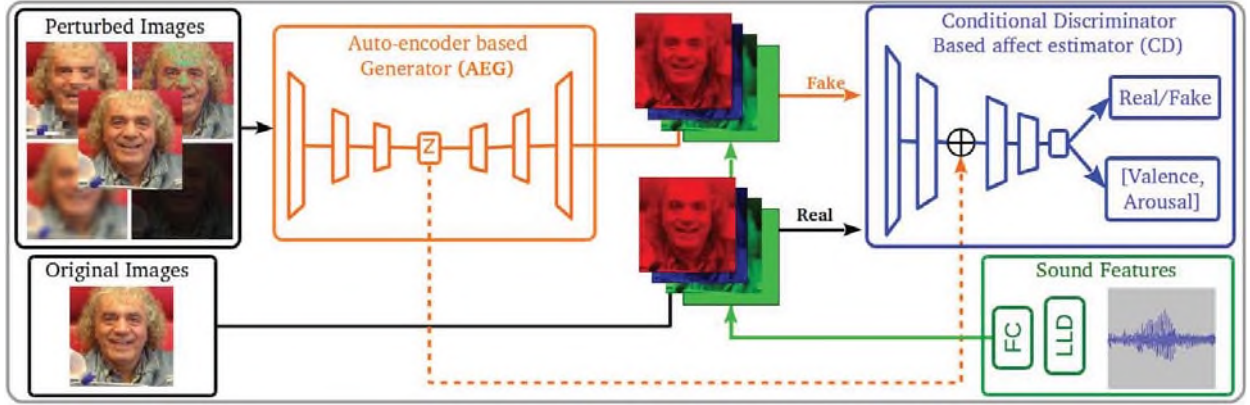 Perturbed Images
Auto-encoder based
Generator (AEG)
Z
Fake
Conditional Discriminator
Based affect estimator (CD)
Real/Fake
[Valence,
Arousal]
Real
Original Images
Sound Features
FC
LLD